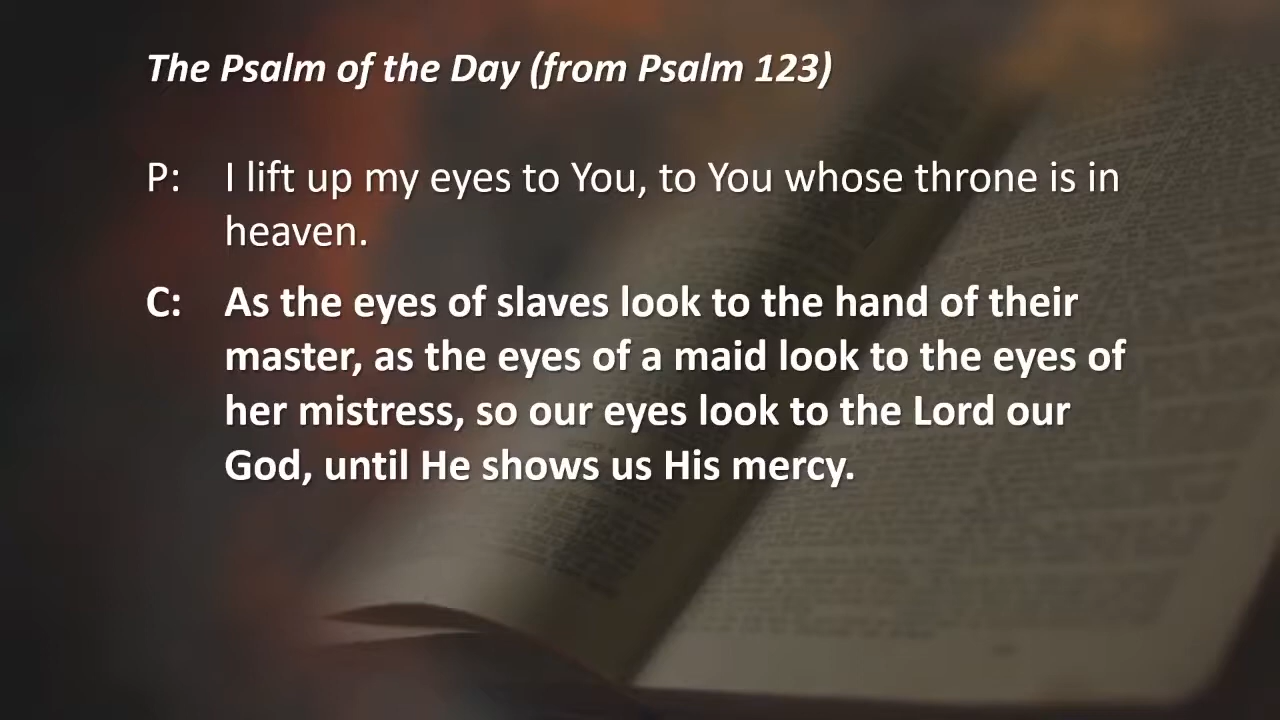 The Psalm of the Day (from Psalm 123)
P: I lift up my eyes to You, to You whose throne is in
heaven.
C: As the eyes of slaves look to the hand of their
master, as the eyes of a maid look to the eyes of
her mistress, so our eyes look to the Lord our
God, until He shows us His mercy.